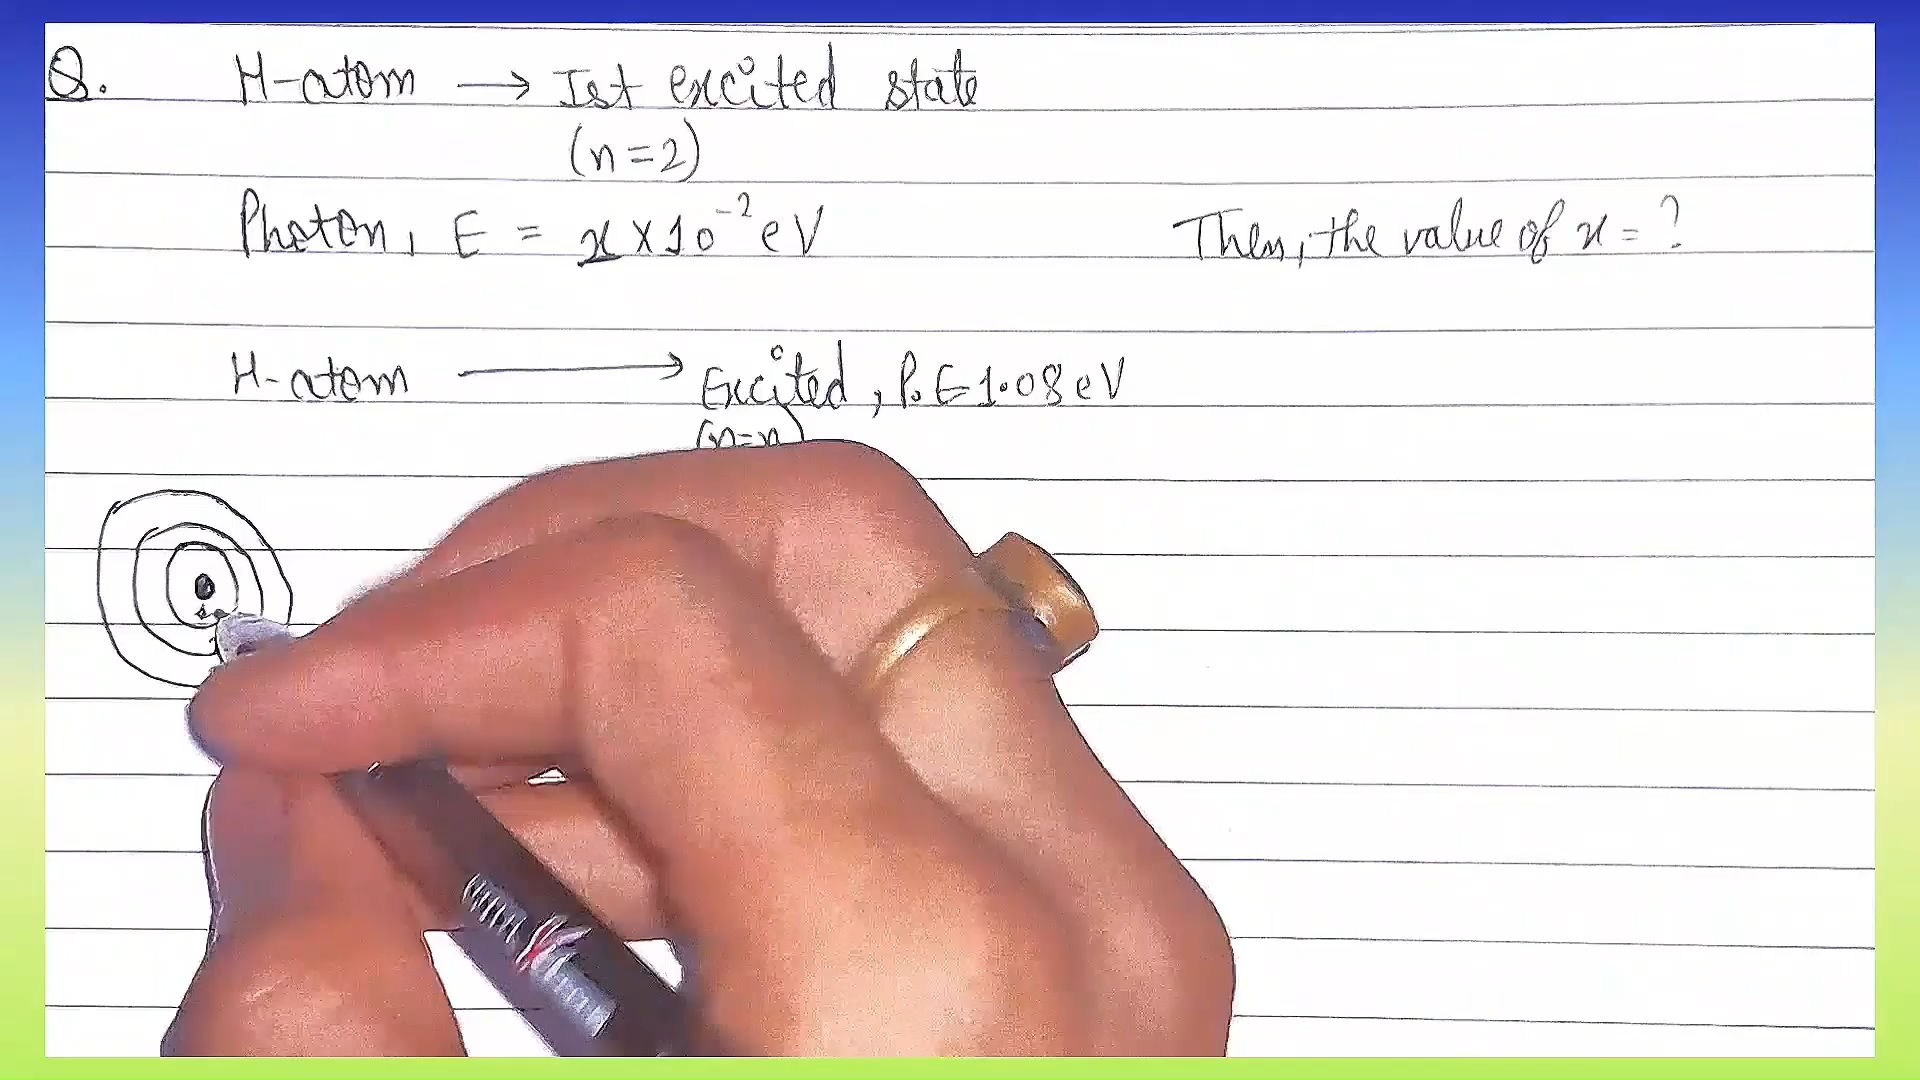 Q. H-atom → Ist excited state
(n=2)
Photon, E = x×10⁻² eV Then, the value of x = ?
H-atom → Excited, P.E 1.08 eV
(n=n)